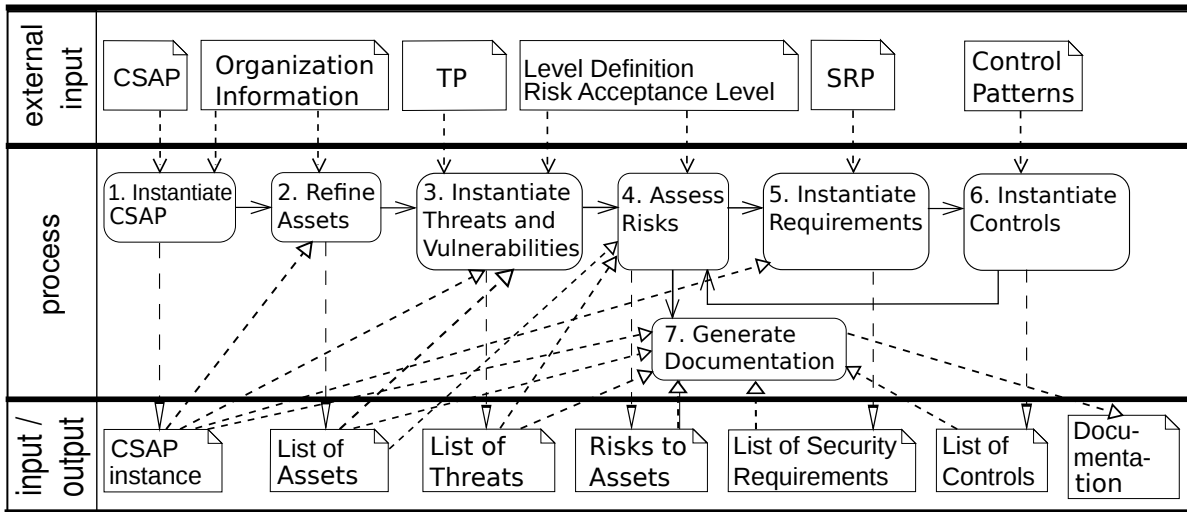 external
input
CSAP
Organization
Information
TP
Level Definition
Risk Acceptance Level
SRP
Control
Patterns
process
1. Instantiate
CSAP
2. Refine
Assets
3. Instantiate
Threats and
Vulnerabilities
4. Assess
Risks
5. Instantiate
Requirements
6. Instantiate
Controls
7. Generate
Documentation
input /
output
CSAP
instance
List of
Assets
List of
Threats
Risks to
Assets
List of Security
Requirements
List of
Controls
Docu-
menta-
tion